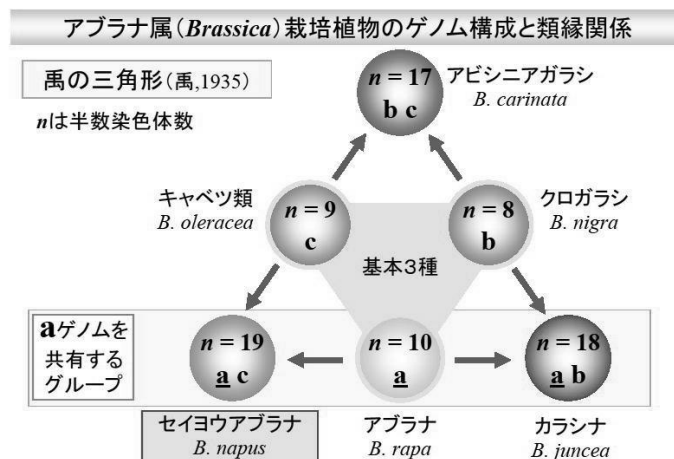 アブラナ属(Brassica)栽培植物のゲノム構成と類縁関係
禹の三角形(禹,1935)
nは半数染色体数
n = 17
b c
アビシニアガラシ
B. carinata
キャベツ類
B. oleracea
n = 9
c
n = 8
b
クロガラシ
B. nigra
基本3種
aゲノムを
共有する
グループ
n = 19
a c
n = 10
a
n = 18
a b
セイヨウアブラナ
B. napus
アブラナ
B. rapa
カラシナ
B. juncea